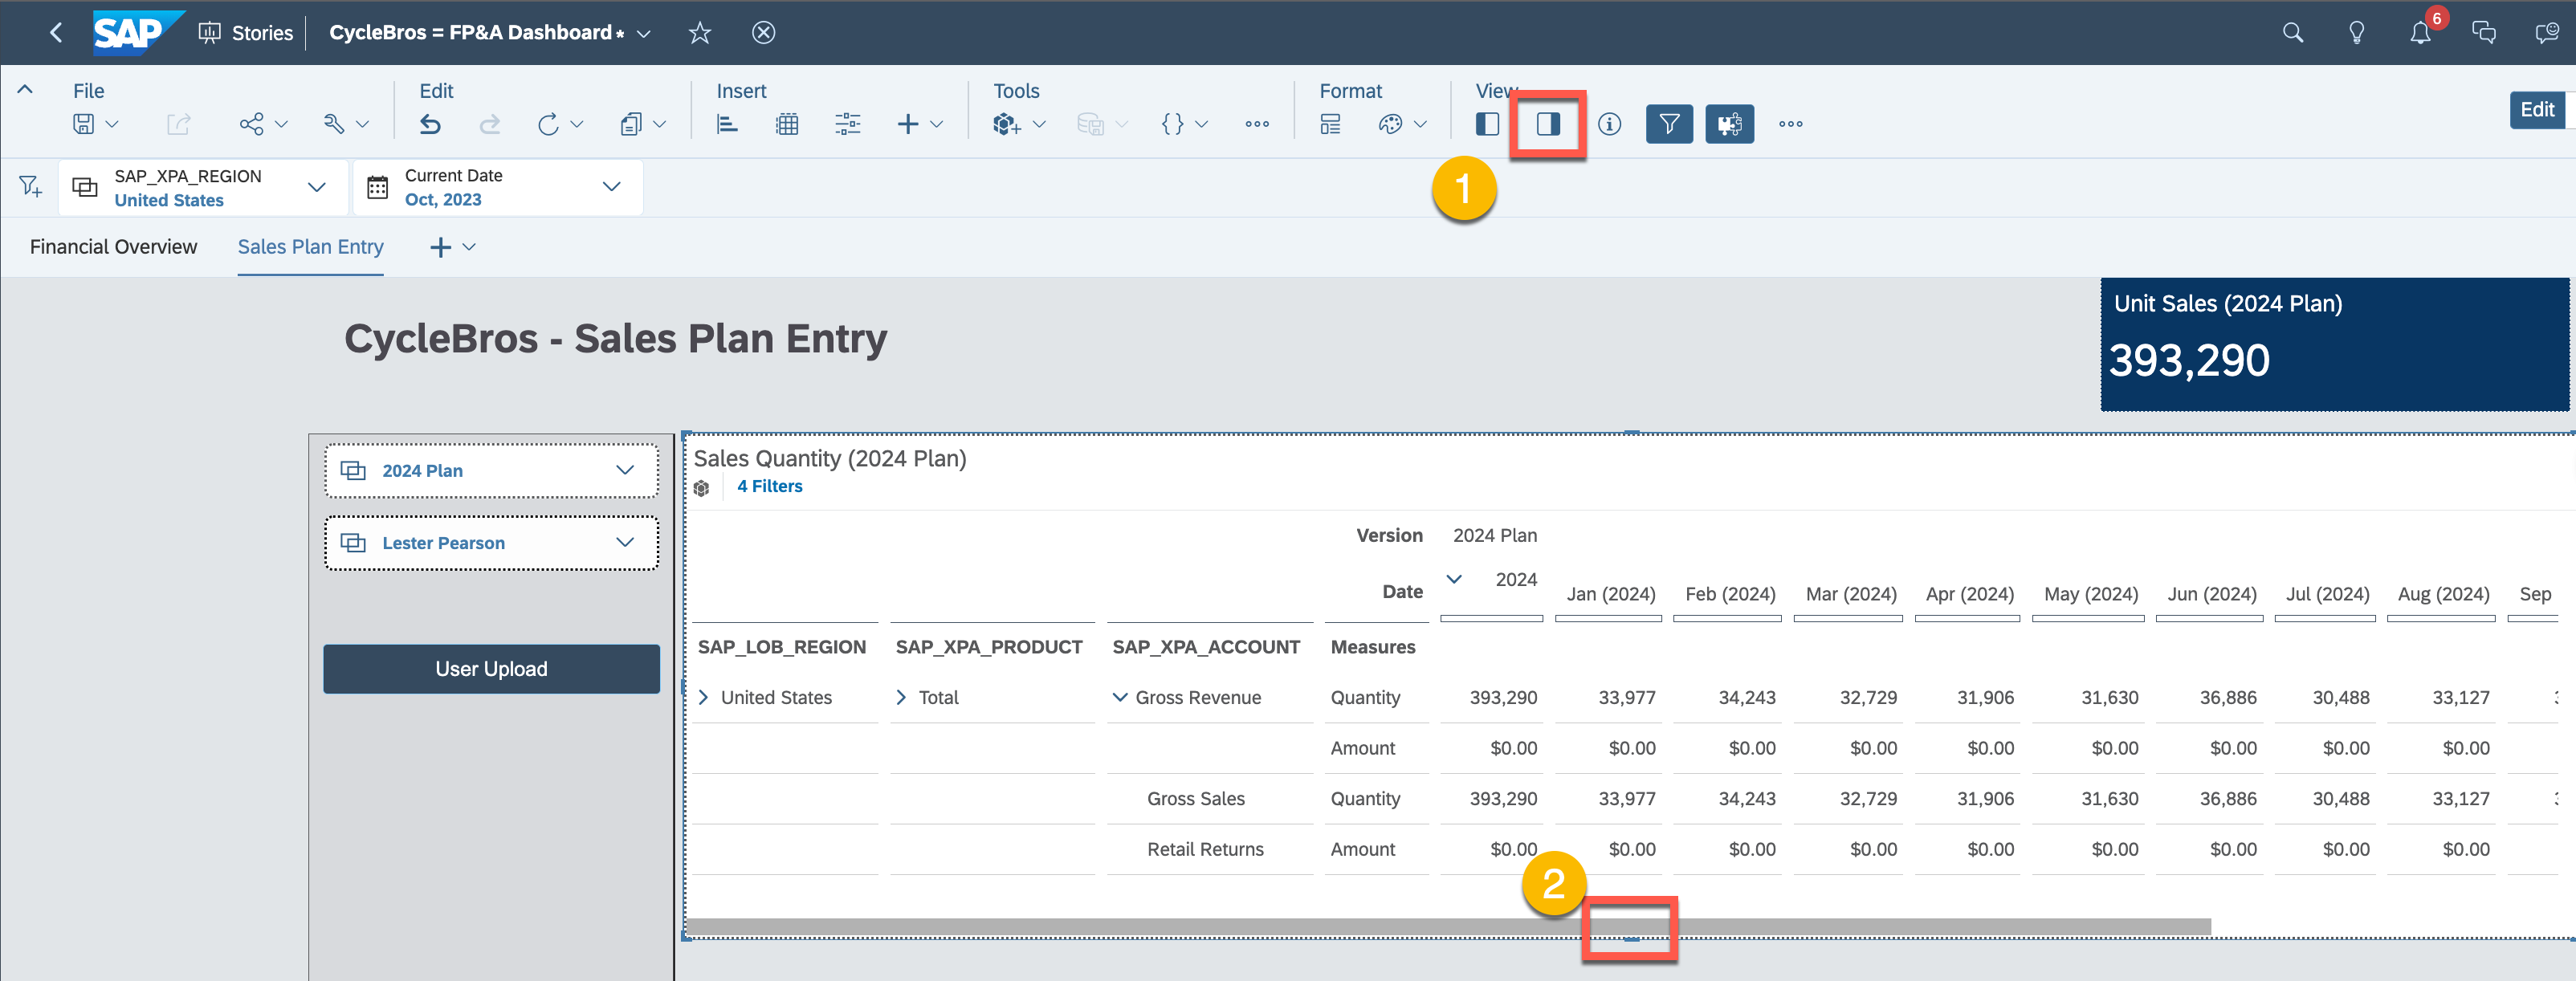 SAP Stories CycleBros = FP&A Dashboard * 6
File Edit Insert Tools Format View
Edit
1
SAP_XPA_REGION
United States
Current Date
Oct, 2023
Financial Overview Sales Plan Entry
CycleBros - Sales Plan Entry
Unit Sales (2024 Plan)
393,290
2024 Plan
Lester Pearson
User Upload
Sales Quantity (2024 Plan)
4 Filters
Version 2024 Plan
Date 2024 Jan (2024) Feb (2024) Mar (2024) Apr (2024) May (2024) Jun (2024) Jul (2024) Aug (2024) Sep
SAP_LOB_REGION SAP_XPA_PRODUCT SAP_XPA_ACCOUNT Measures
United States Total Gross Revenue Quantity 393,290 33,977 34,243 32,729 31,906 31,630 36,886 30,488 33,127
Amount $0.00 $0.00 $0.00 $0.00 $0.00 $0.00 $0.00 $0.00 $0.00
Gross Sales Quantity 393,290 33,977 34,243 32,729 31,906 31,630 36,886 30,488 33,127
Retail Returns Amount $0.00 $0.00 $0.00 $0.00 $0.00 $0.00 $0.00 $0.00 $0.00
2